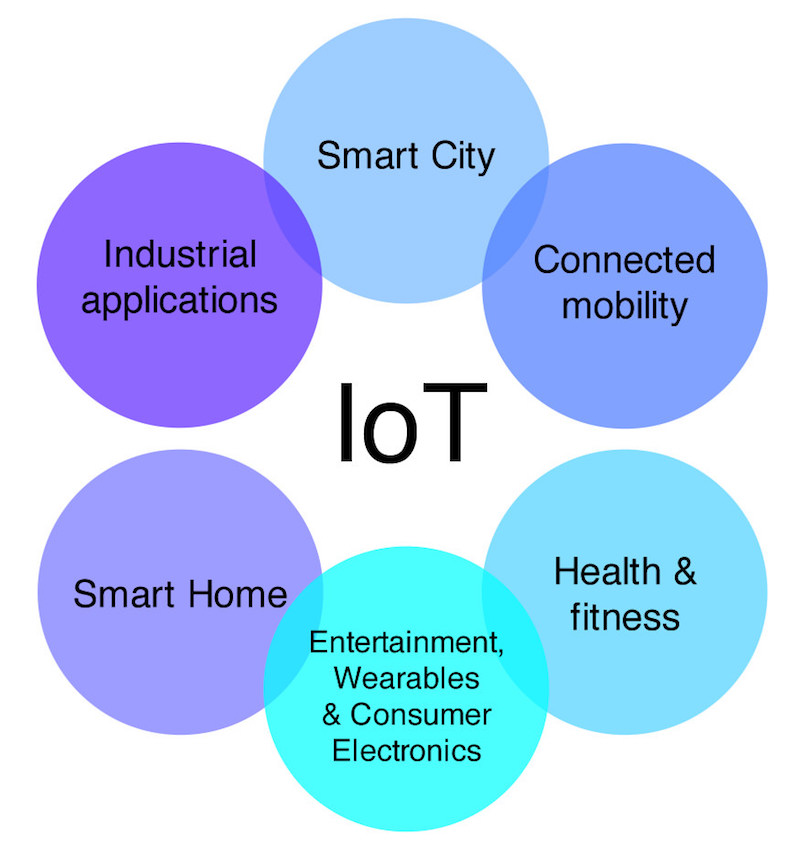 Smart City
Industrial
applications
Connected
mobility
IoT
Smart Home
Health &
fitness
Entertainment,
Wearables
& Consumer
Electronics